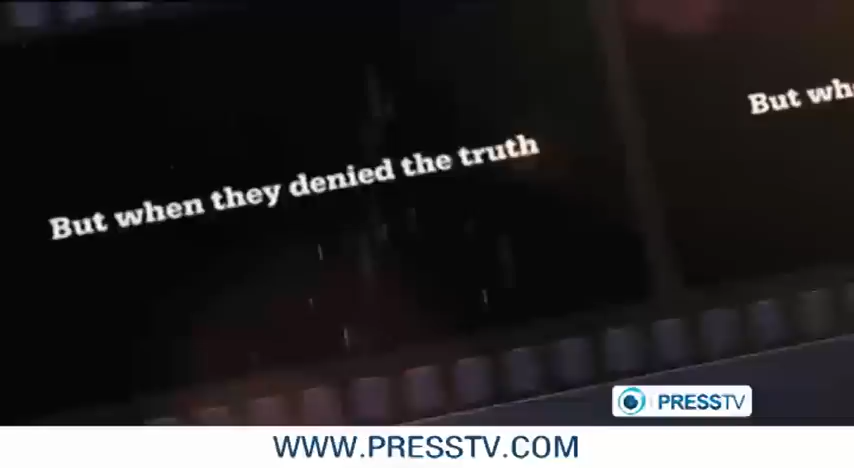 But when they denied the truth
But wh
PRESSTV
WWW.PRESSTV.COM